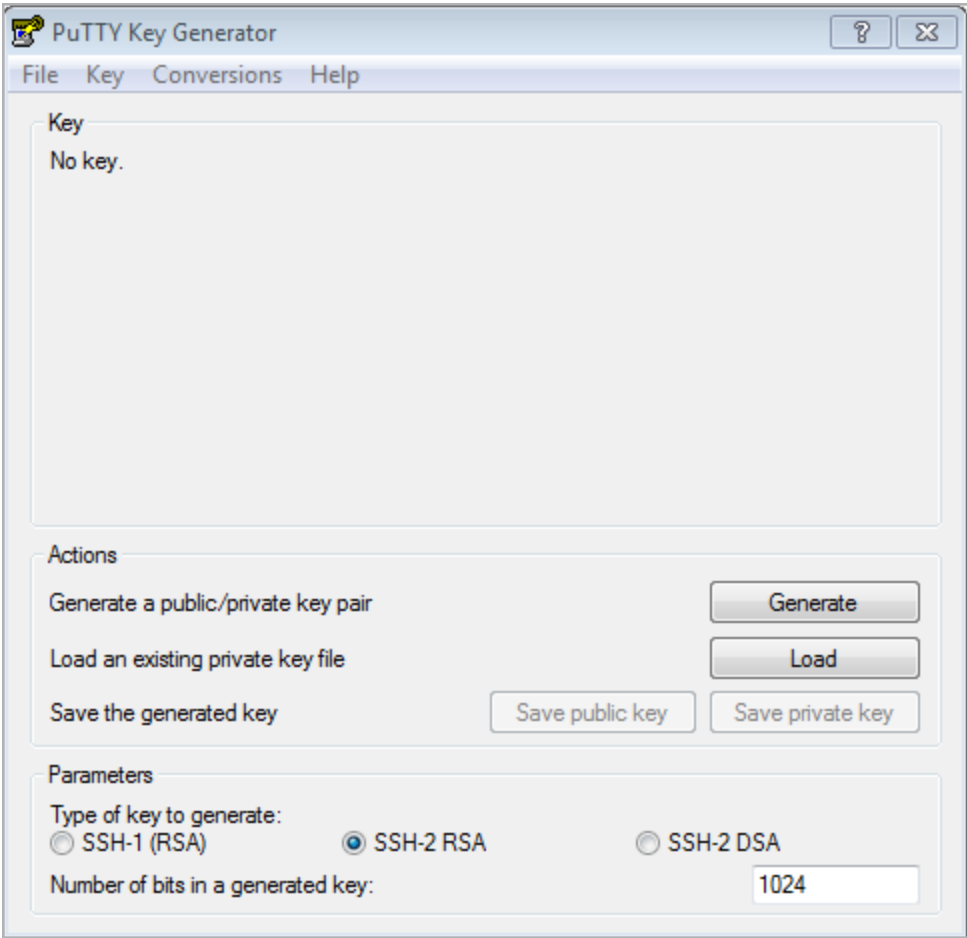 PuTTY Key Generator
File Key Conversions Help
Key
No key.
Actions
Generate a public/private key pair Generate
Load an existing private key file Load
Save the generated key Save public key Save private key
Parameters
Type of key to generate:
SSH-1 (RSA) SSH-2 RSA SSH-2 DSA
Number of bits in a generated key: 1024